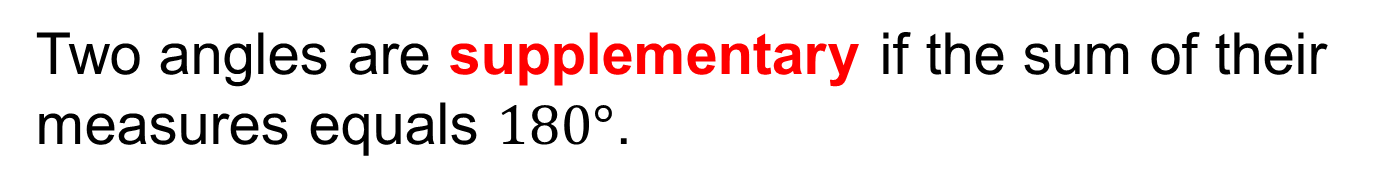 Two angles are supplementary if the sum of their
measures equals 180°.